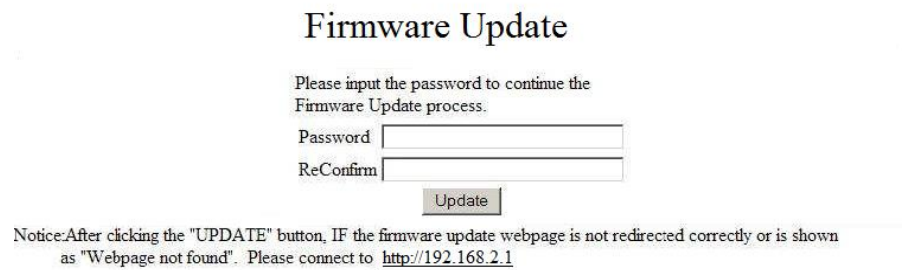 Firmware Update
Please input the password to continue the
Firmware Update process.
Password
ReConfirm
Update
Notice:After clicking the "UPDATE" button, IF the firmware update webpage is not redirected correctly or is shown
as "Webpage not found". Please connect to http://192.168.2.1